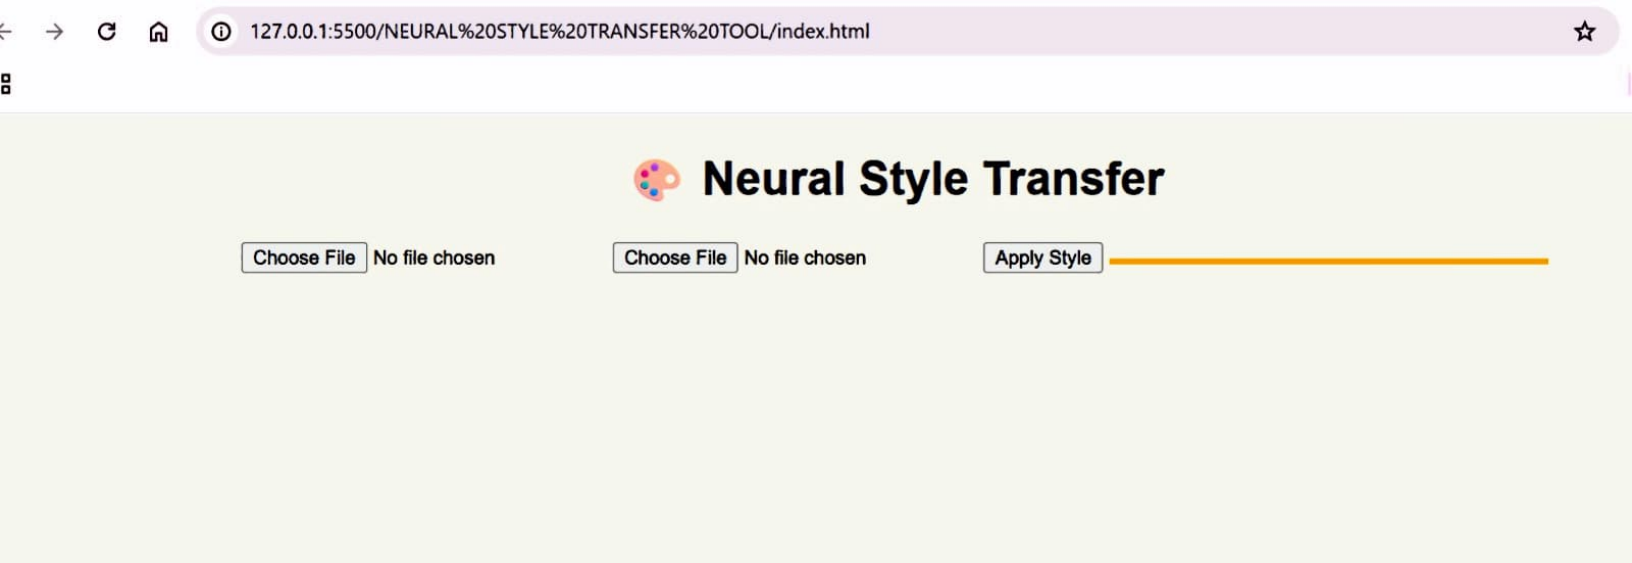 127.0.0.1:5500/NEURAL%20STYLE%20TRANSFER%20TOOL/index.html
🎨 Neural Style Transfer
Choose File No file chosen Choose File No file chosen Apply Style